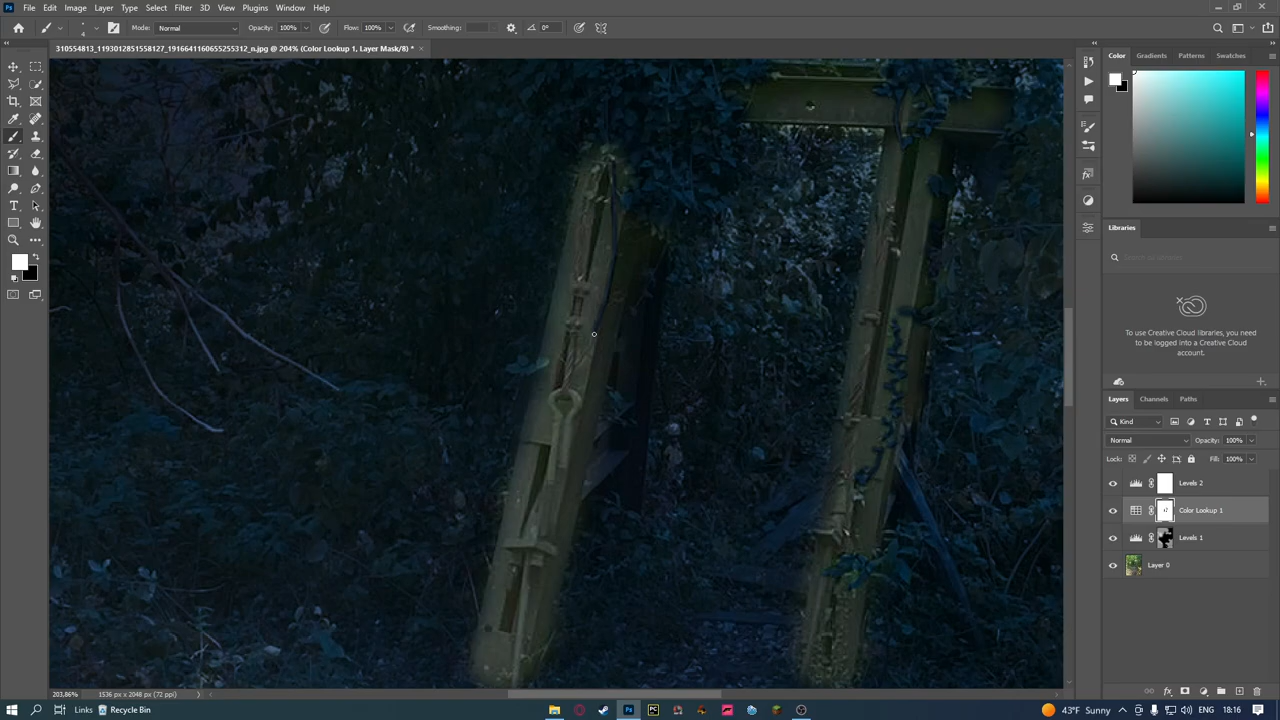 File Edit Image Layer Type Select Filter 3D View Plugins Window Help
4 Mode: Normal Opacity: 100% Flow: 100% Smoothing: 0°
310554813_1193012851558127_1916641160655255312_n.jpg @ 204% (Color Lookup 1, Layer Mask/8) *
Color Gradients Patterns Swatches
Libraries
To use Creative Cloud libraries, you need
to be logged into a Creative Cloud
account.
Layers Channels Paths
Kind
Normal Opacity: 100%
Lock: Fill: 100%
Levels 2
Color Lookup 1
Levels 1
Layer 0
203,86% 1536 px x 2048 px (72 ppi)
Links Recycle Bin 43°F Sunny ENG 18:16